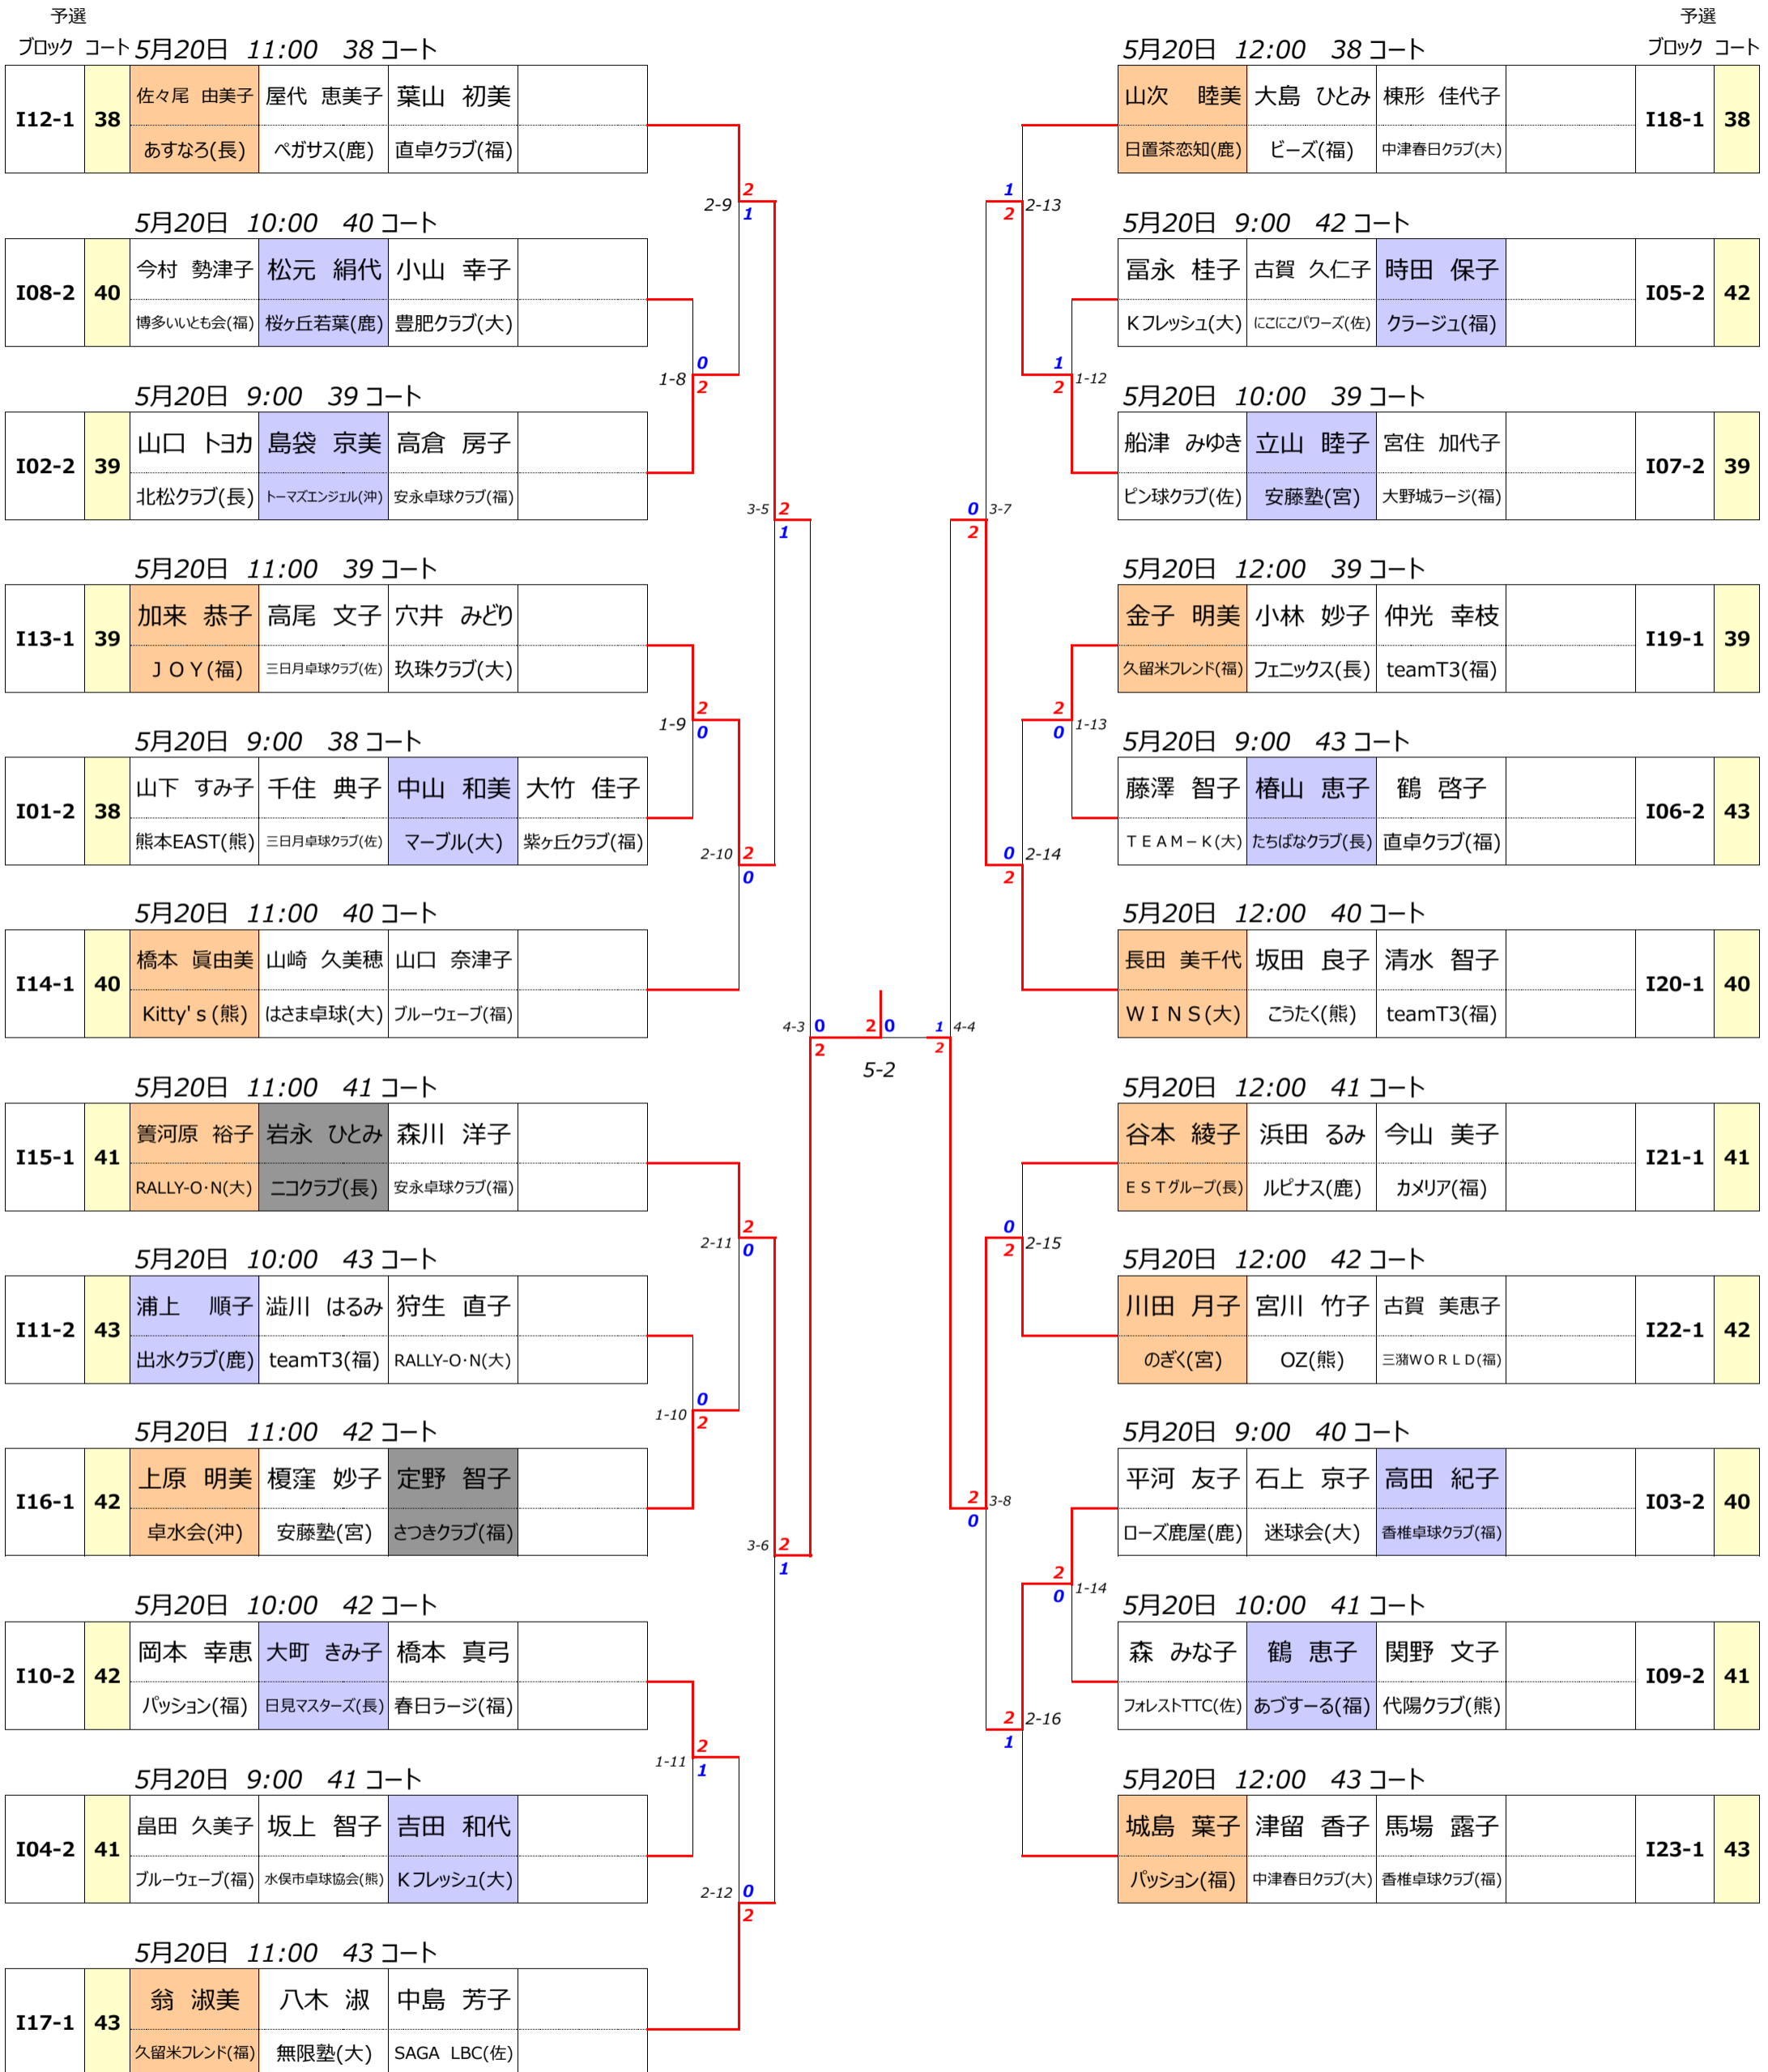 予選
ブロック コート 5月20日 11:00 38 コート
I12-1 38 佐々尾 由美子 屋代 恵美子 葉山 初美
あすなろ(長) ペガサス(鹿) 直卓クラブ(福)
2-9 2
1
5月20日 10:00 40 コート
I08-2 40 今村 勢津子 松元 絹代 小山 幸子
博多いいとも会(福) 桜ヶ丘若葉(鹿) 豊肥クラブ(大)
1-8 0
2
5月20日 9:00 39 コート
I02-2 39 山口 トヨカ 島袋 京美 高倉 房子
北松クラブ(長) トーマズエンジェル(沖) 安永卓球クラブ(福)
3-5 2
1
5月20日 11:00 39 コート
I13-1 39 加来 恭子 高尾 文子 穴井 みどり
ＪＯＹ(福) 三日月卓球クラブ(佐) 玖珠クラブ(大)
1-9 2
0
5月20日 9:00 38 コート
I01-2 38 山下 すみ子 千住 典子 中山 和美 大竹 佳子
熊本EAST(熊) 三日月卓球クラブ(佐) マーブル(大) 紫ヶ丘クラブ(福)
2-10 2
0
5月20日 11:00 40 コート
I14-1 40 橋本 眞由美 山崎 久美穂 山口 奈津子
Kitty' s (熊) はさま卓球(大) ブルーウェーブ(福)
4-3 0
2
2 0
5-2
5月20日 11:00 41 コート
I15-1 41 簀河原 裕子 岩永 ひとみ 森川 洋子
RALLY-O･N(大) ニコクラブ(長) 安永卓球クラブ(福)
2-11 2
0
5月20日 10:00 43 コート
I11-2 43 浦上 順子 澁川 はるみ 狩生 直子
出水クラブ(鹿) teamT3(福) RALLY-O･N(大)
1-10 0
2
5月20日 11:00 42 コート
I16-1 42 上原 明美 榎窪 妙子 定野 智子
卓水会(沖) 安藤塾(宮) さつきクラブ(福)
3-6 2
1
5月20日 10:00 42 コート
I10-2 42 岡本 幸恵 大町 きみ子 橋本 真弓
パッション(福) 日見マスターズ(長) 春日ラージ(福)
1-11 2
1
5月20日 9:00 41 コート
I04-2 41 畠田 久美子 坂上 智子 吉田 和代
ブルーウェーブ(福) 水俣市卓球協会(熊) Ｋフレッシュ(大)
2-12 0
2
5月20日 11:00 43 コート
I17-1 43 翁 淑美 八木 淑 中島 芳子
久留米フレンド(福) 無限塾(大) SAGA LBC(佐)
予選
5月20日 12:00 38 コート ブロック コート
山次 睦美 大島 ひとみ 棟形 佳代子 I18-1 38
日置茶恋知(鹿) ビーズ(福) 中津春日クラブ(大)
1 2-13
2
5月20日 9:00 42 コート
冨永 桂子 古賀 久仁子 時田 保子 I05-2 42
Ｋフレッシュ(大) にこにこパワーズ(佐) クラージュ(福)
1 1-12
2
5月20日 10:00 39 コート
船津 みゆき 立山 睦子 宮住 加代子 I07-2 39
ピン球クラブ(佐) 安藤塾(宮) 大野城ラージ(福)
0 3-7
2
5月20日 12:00 39 コート
金子 明美 小林 妙子 仲光 幸枝 I19-1 39
久留米フレンド(福) フェニックス(長) teamT3(福)
2 1-13
0
5月20日 9:00 43 コート
藤澤 智子 椿山 恵子 鶴 啓子 I06-2 43
ＴＥＡＭ－Ｋ(大) たちばなクラブ(長) 直卓クラブ(福)
0 2-14
2
5月20日 12:00 40 コート
長田 美千代 坂田 良子 清水 智子 I20-1 40
ＷＩＮＳ(大) こうたく(熊) teamT3(福)
1 4-4
2
5月20日 12:00 41 コート
谷本 綾子 浜田 るみ 今山 美子 I21-1 41
ＥＳＴグループ(長) ルピナス(鹿) カメリア(福)
0 2-15
2
5月20日 12:00 42 コート
川田 月子 宮川 竹子 古賀 美恵子 I22-1 42
のぎく(宮) OZ(熊) 三潴ＷＯＲＬＤ(福)
5月20日 9:00 40 コート
平河 友子 石上 京子 高田 紀子 I03-2 40
ローズ鹿屋(鹿) 迷球会(大) 香椎卓球クラブ(福)
2 3-8
0
2 1-14
0
5月20日 10:00 41 コート
森 みな子 鶴 恵子 関野 文子 I09-2 41
フォレストTTC(佐) あづすーる(福) 代陽クラブ(熊)
2 2-16
1
5月20日 12:00 43 コート
城島 葉子 津留 香子 馬場 露子 I23-1 43
パッション(福) 中津春日クラブ(大) 香椎卓球クラブ(福)